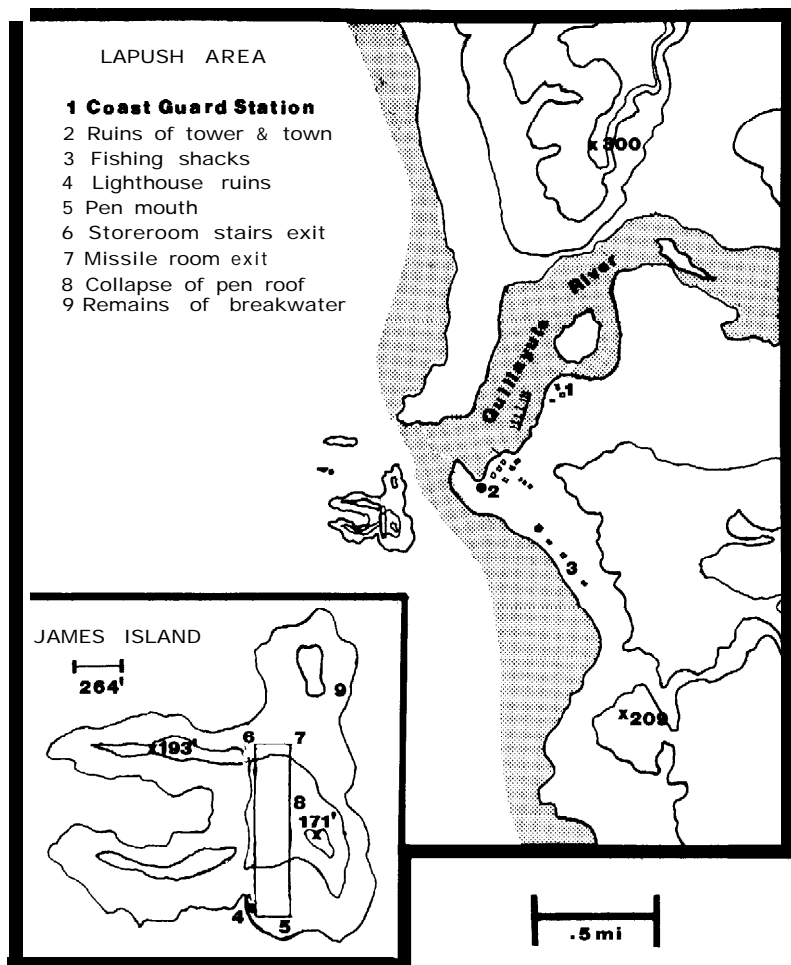 LAPUSH AREA
1 Coast Guard Station
2 Ruins of tower & town
3 Fishing shacks
4 Lighthouse ruins
5 Pen mouth
6 Storeroom stairs exit
7 Missile room exit
8 Collapse of pen roof
9 Remains of breakwater
x 300
Quillayute River
1
2
3
x 209
JAMES ISLAND
264'
9
6
7
x 193'
8
171'
x
4
5
.5 mi